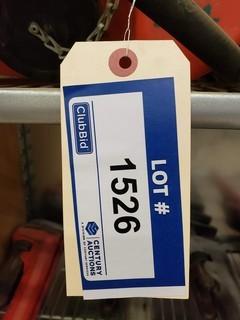 LOT #
1526
ClubBid
CENTURY
AUCTIONS